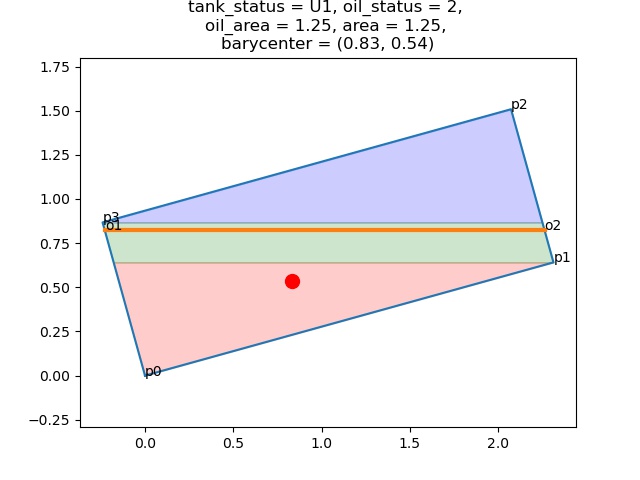 tank_status = U1, oil_status = 2,
oil_area = 1.25, area = 1.25,
barycenter = (0.83, 0.54)
1.75
1.50
1.25
1.00
0.75
0.50
0.25
0.00
−0.25
p2
p3
o1
o2
p1
p0
0.0 0.5 1.0 1.5 2.0